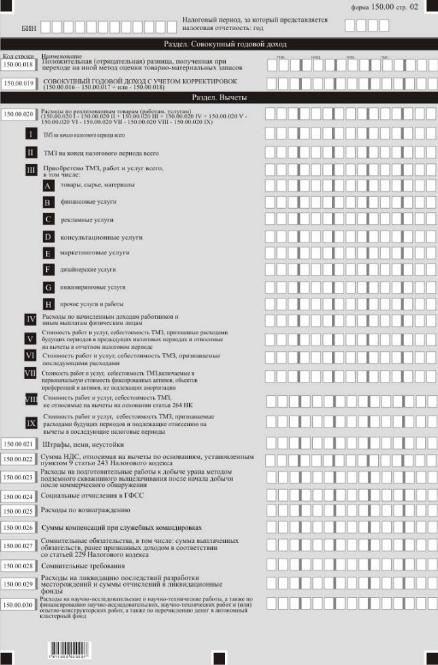 форма 150.00 стр. 02
БИН
Налоговый период, за который представляется
налоговая отчетность: год
Раздел. Совокупный годовой доход
Код строки Наименование
150.00.018 Положительная (отрицательная) разница, полученная при
переходе на иной метод оценки товарно-материальных запасов
150.00.019 СОВОКУПНЫЙ ГОДОВОЙ ДОХОД С УЧЕТОМ КОРРЕКТИРОВОК
(150.00.016 – 150.00.017 + или - 150.00.018)
Раздел. Вычеты
150.00.020 Расходы по реализованным товарам (работам, услугам)
(150.00.020 I - 150.00.020 II + 150.00.020 III + 150.00.020 IV + 150.00.020 V -
150.00.020 VI - 150.00.020 VII - 150.00.020 VIII - 150.00.020 IX)
I ТМЗ на начало налогового периода всего
II ТМЗ на конец налогового периода всего
III Приобретено ТМЗ, работ и услуг всего,
в том числе:
A товары, сырье, материалы
B финансовые услуги
C рекламные услуги
D консультационные услуги
E маркетинговые услуги
F дизайнерские услуги
G инжиниринговые услуги
H прочие услуги и работы
IV Расходы по начисленным доходам работников и
иным выплатам физическим лицам
V Стоимость работ и услуг, себестоимость ТМЗ, признанные расходами
будущих периодов в предыдущих налоговых периодах и относимые
на вычеты в отчетном налоговом периоде
VI Стоимость работ и услуг, себестоимость ТМЗ, признаваемые
последующими расходами
VII Стоимость работ и услуг, себестоимость ТМЗ, включенные в
первоначальную стоимость фиксированных активов, объектов
преференций и активов, не подлежащих амортизации
VIII Стоимость работ и услуг, себестоимость ТМЗ,
не относимые на вычеты на основании статьи 264 НК
IX Стоимость работ и услуг, себестоимость ТМЗ, признаваемые
расходами будущих периодов и подлежащие отнесению на
вычеты в последующие налоговые периоды
150.00.021 Штрафы, пени, неустойки
150.00.022 Сумма НДС, относимая на вычеты по основаниям, установленным
пунктом 9 статьи 243 Налогового кодекса
150.00.023 Расходы на подготовительные работы к добыче урана методом
подземного скважинного выщелачивания после начала добычи
после коммерческого обнаружения
150.00.024 Социальные отчисления в ГФСС
150.00.025 Расходы по вознаграждению
150.00.026 Суммы компенсаций при служебных командировках
150.00.027 Сомнительные обязательства, в том числе: сумма выплаченных
обязательств, ранее признанных доходом в соответствии
со статьей 229 Налогового кодекса
150.00.028 Сомнительные требования
150.00.029 Расходы на ликвидацию последствий разработки
месторождений и суммы отчислений в ликвидационные
фонды
150.00.030 Расходы на научно-исследовательские и научно-технические работы, а также по
финансированию научно-исследовательских, научно-технических работ и (или)
опытно-конструкторских работ, а также по перечислению денег в автономный
кластерный фонд